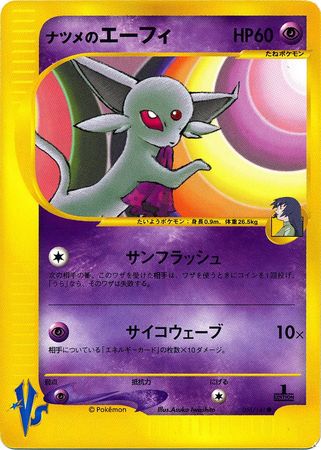 ナツメのエーフィ HP60
たねポケモン
たいようポケモン：身長0.9m、体重26.5kg
サンフラッシュ
次の相手の番、このワザを受けた相手は、ワザを使うときにコインを1回投げ、
「うら」なら、そのワザは失敗する。
サイコウェーブ 10×
相手についている「エネルギーカード」の枚数×10ダメージ。
弱点 抵抗力 にげる
VS
©Pokémon Illus.Asuka Iwashita
1
EDITION